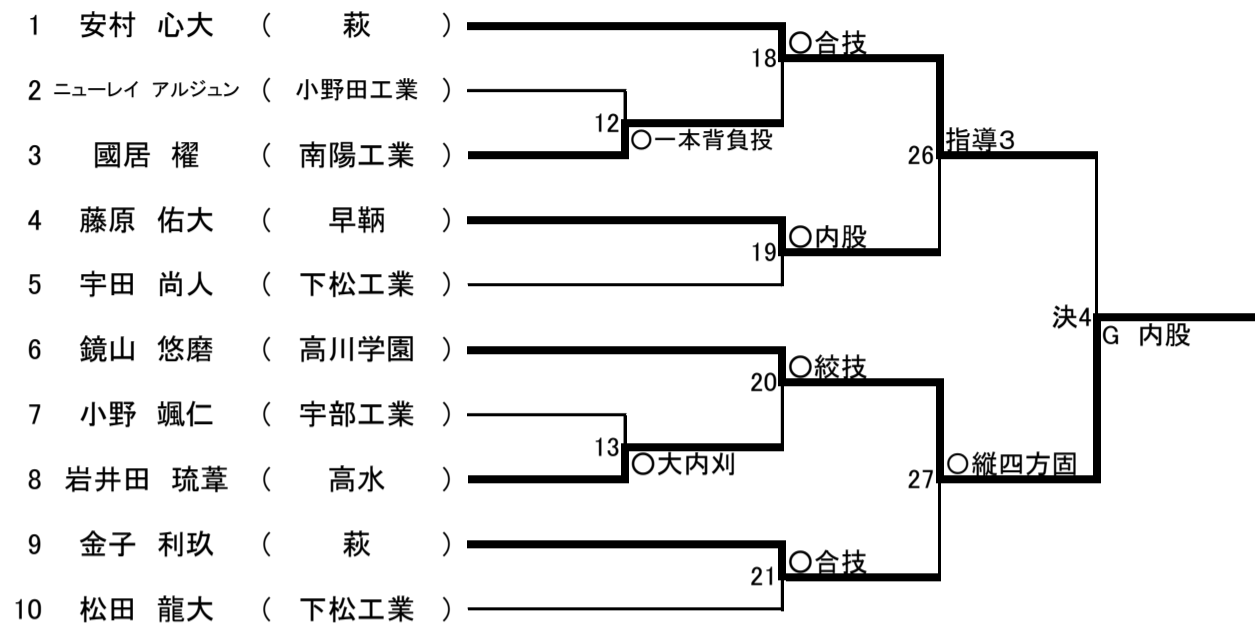 1 安村 心大 ( 萩 )
18 ○合技
2 ニューレイ アルジュン ( 小野田工業 )
12 ○一本背負投
3 國居 櫂 ( 南陽工業 )
26 指導3
4 藤原 佑大 ( 早鞆 )
19 ○内股
5 宇田 尚人 ( 下松工業 )
決4 G 内股
6 鏡山 悠磨 ( 高川学園 )
20 ○絞技
7 小野 颯仁 ( 宇部工業 )
13 ○大内刈
8 岩井田 琉葦 ( 高水 )
27 ○縦四方固
9 金子 利玖 ( 萩 )
21 ○合技
10 松田 龍大 ( 下松工業 )